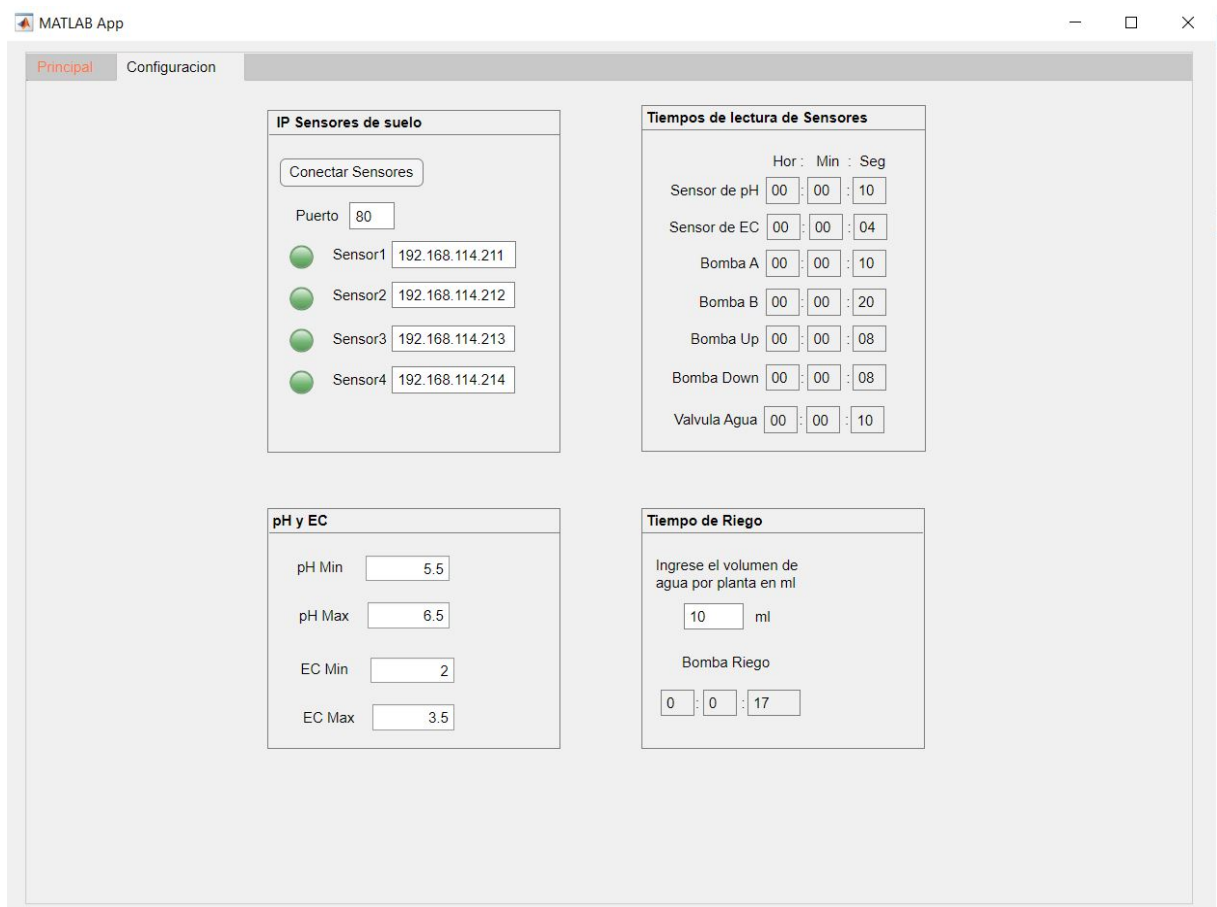 MATLAB App
Principal Configuracion
IP Sensores de suelo
Conectar Sensores
Puerto 80
Sensor1 192.168.114.211
Sensor2 192.168.114.212
Sensor3 192.168.114.213
Sensor4 192.168.114.214
Tiempos de lectura de Sensores
Hor : Min : Seg
Sensor de pH 00 : 00 : 10
Sensor de EC 00 : 00 : 04
Bomba A 00 : 00 : 10
Bomba B 00 : 00 : 20
Bomba Up 00 : 00 : 08
Bomba Down 00 : 00 : 08
Valvula Agua 00 : 00 : 10
pH y EC
pH Min 5.5
pH Max 6.5
EC Min 2
EC Max 3.5
Tiempo de Riego
Ingrese el volumen de
agua por planta en ml
10 ml
Bomba Riego
0 : 0 : 17